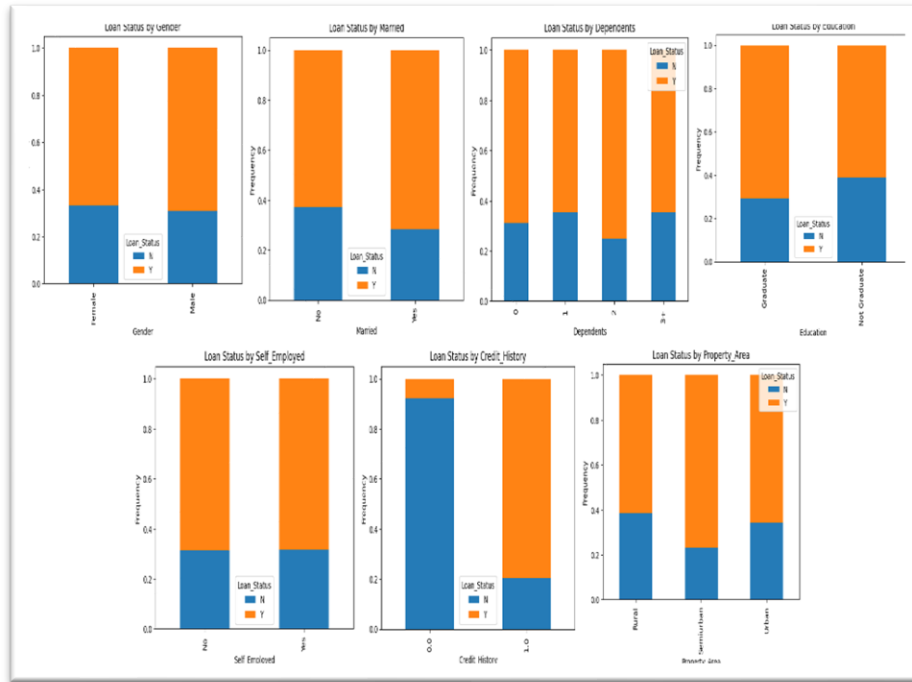 Loan Status by Gender
1.0
0.8
0.6
0.4
0.2
0.0
Loan_Status
N
Y
Female
Male
Gender
Loan Status by Married
1.0
0.8
0.6
0.4
0.2
0.0
Loan_Status
N
Y
No
Yes
Married
Loan Status by Dependents
Frequency
1.0
0.8
0.6
0.4
0.2
0.0
Loan_Status
N
Y
0
1
2
3+
Dependents
Loan Status by Education
Frequency
1.0
0.8
0.6
0.4
0.2
0.0
Loan_Status
N
Y
Graduate
Not Graduate
Education
Loan Status by Self_Employed
1.0
0.8
0.6
0.4
0.2
0.0
Loan_Status
N
Y
No
Yes
Self_Employed
Loan Status by Credit_History
Frequency
1.0
0.8
0.6
0.4
0.2
0.0
Loan_Status
N
Y
0.0
1.0
Credit_History
Loan Status by Property_Area
Frequency
1.0
0.8
0.6
0.4
0.2
0.0
Loan_Status
N
Y
Rural
Semiurban
Urban
Property_Area